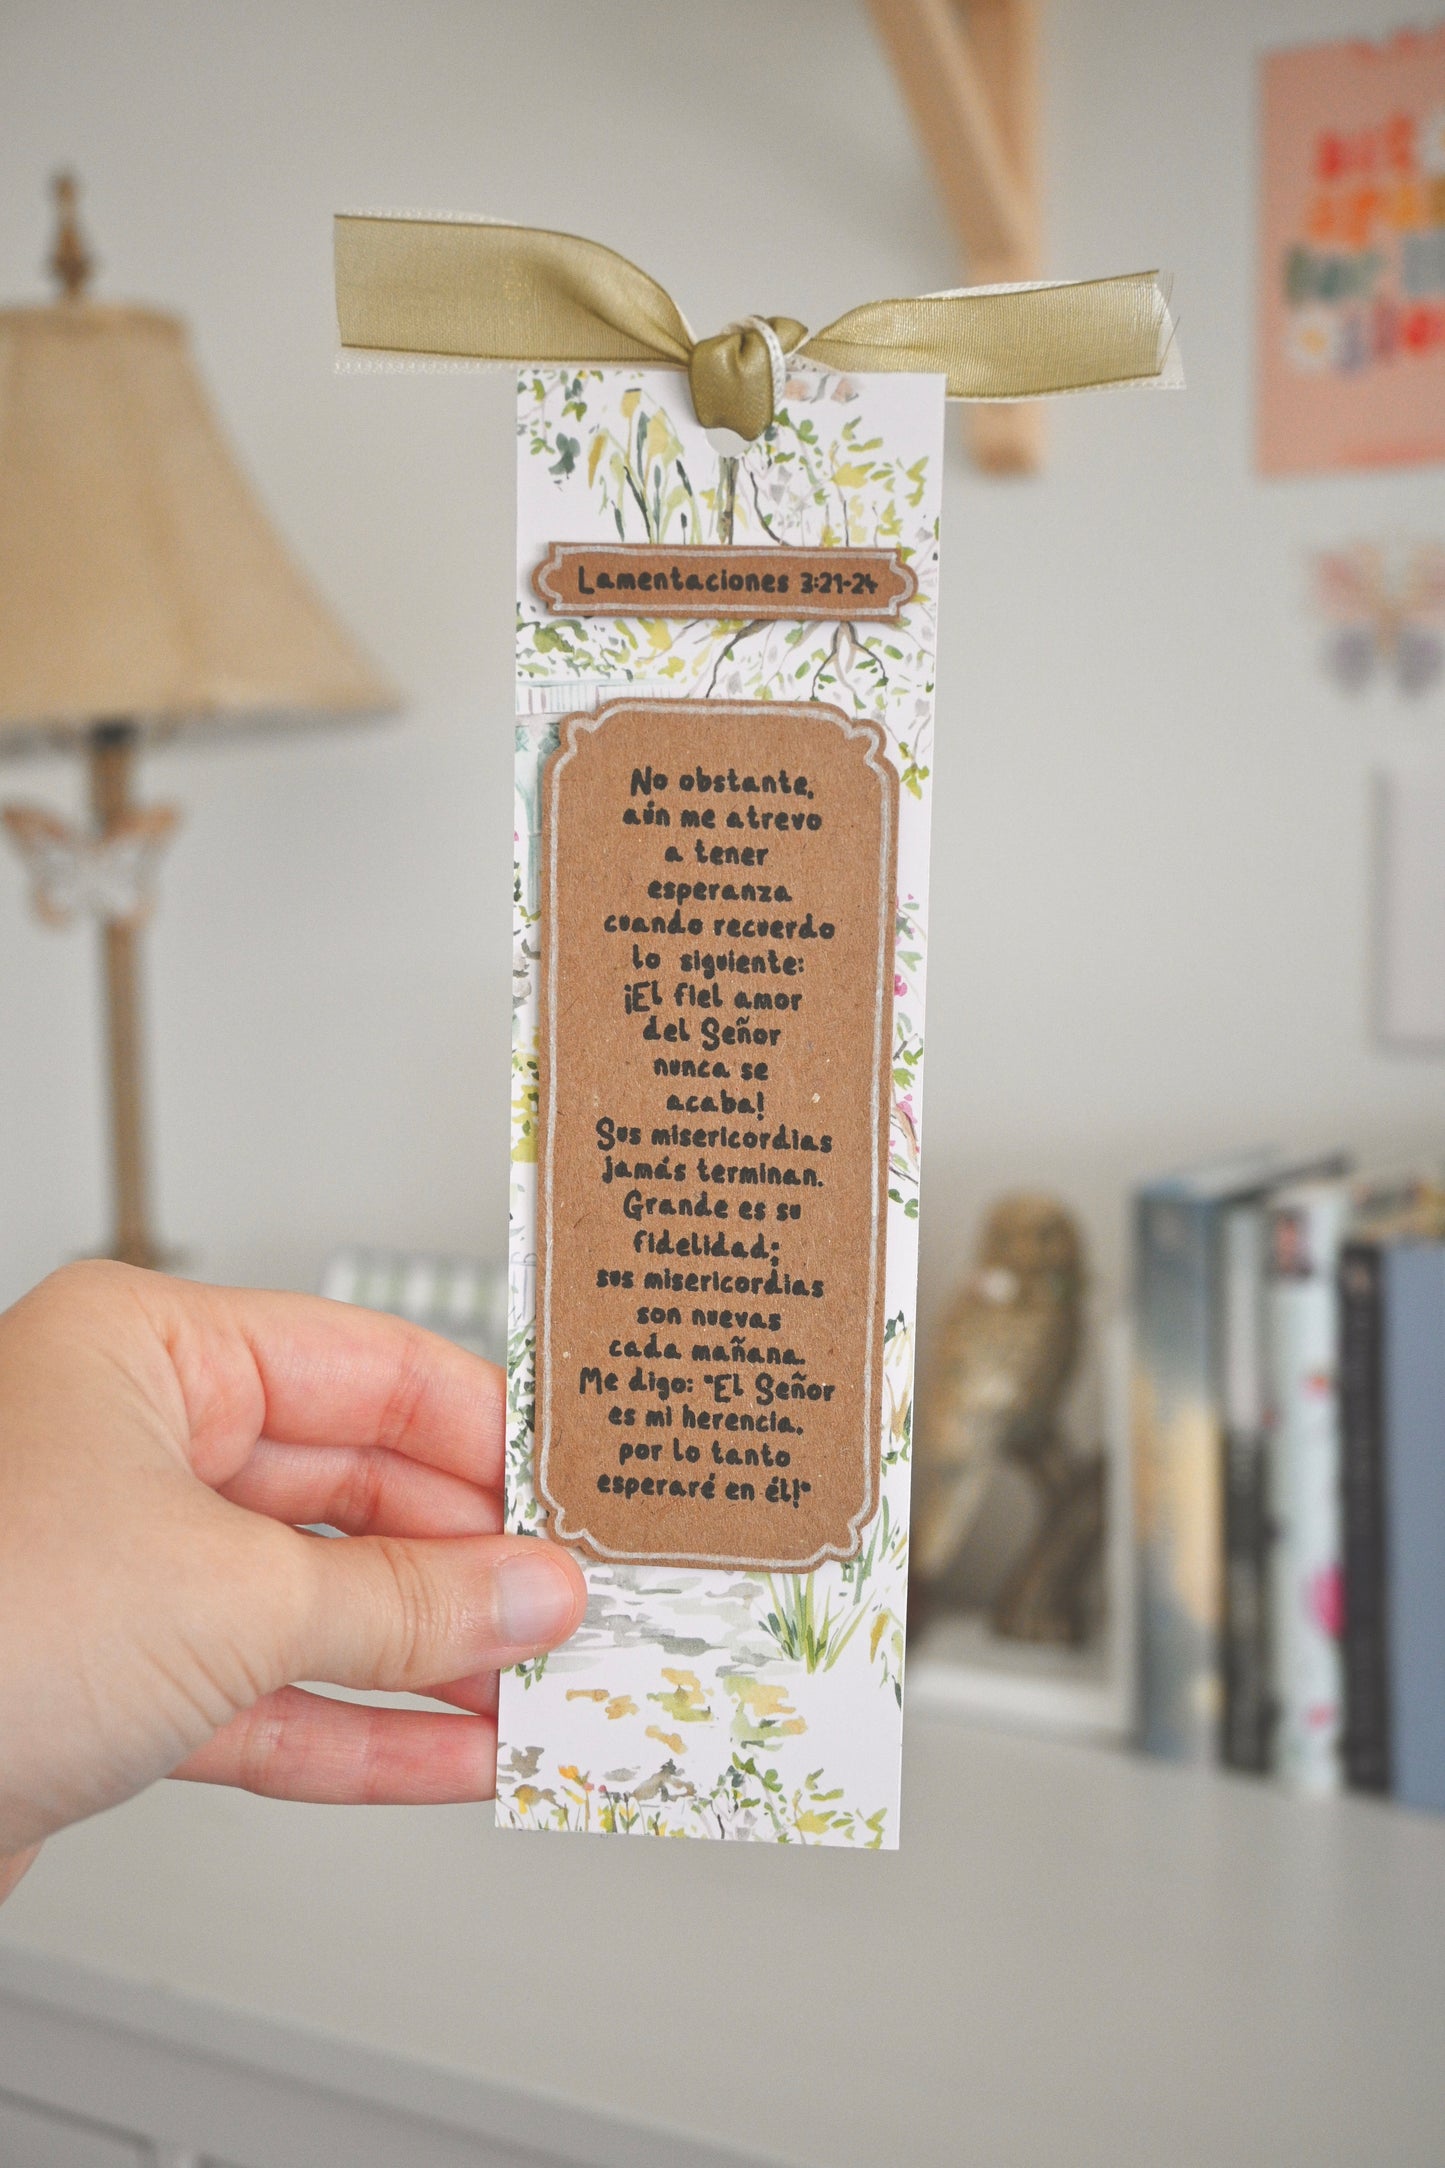 Lamentaciones 3:21-24
No obstante,
aún me atrevo
a tener
esperanza
cuando recuerdo
lo siguiente:
¡El fiel amor
del Señor
nunca se
acaba!
Sus misericordias
jamás terminan.
Grande es su
fidelidad;
sus misericordias
son nuevas
cada mañana.
Me digo: "El Señor
es mi herencia,
por lo tanto
esperaré en él!"